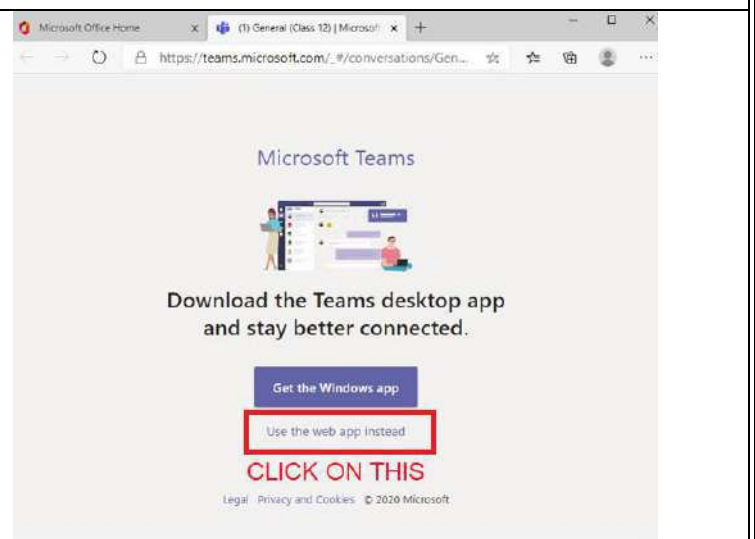 Microsoft Office Home
(1) General (Class 12) | Microsoft
https://teams.microsoft.com/_#/conversations/Gen...
Microsoft Teams
Download the Teams desktop app
and stay better connected.
Get the Windows app
Use the web app instead
CLICK ON THIS
Legal Privacy and Cookies © 2020 Microsoft